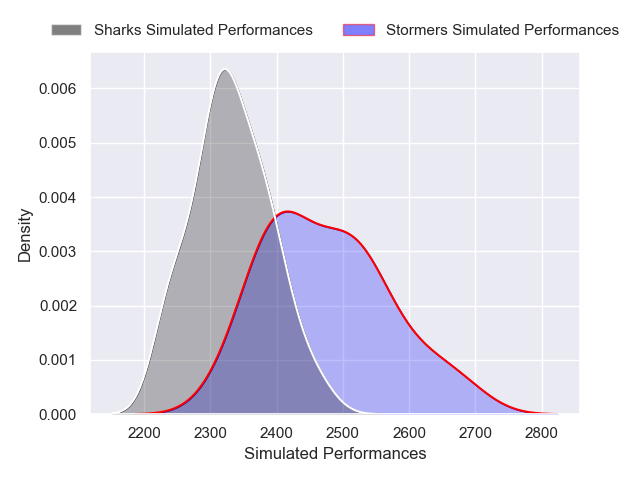 Sharks Simulated Performances Stormers Simulated Performances
0.006
0.005
0.004
0.003
0.002
0.001
0.000
Density
2200 2300 2400 2500 2600 2700 2800
Simulated Performances